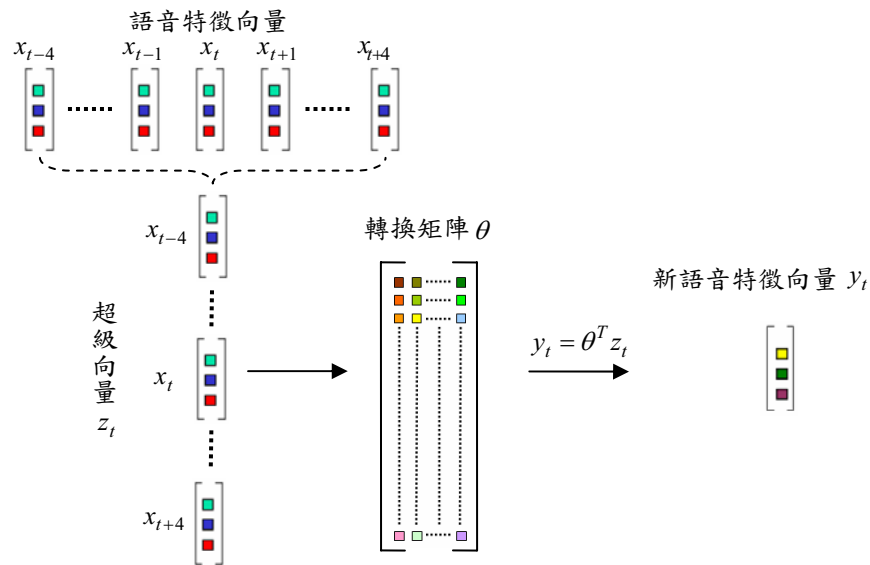 語音特徵向量
x_{t-4} x_{t-1} x_t x_{t+1} x_{t+4}
x_{t-4}
轉換矩陣 θ
新語音特徵向量 y_t
超級向量 z_t
x_t
y_t = θ^T z_t
x_{t+4}